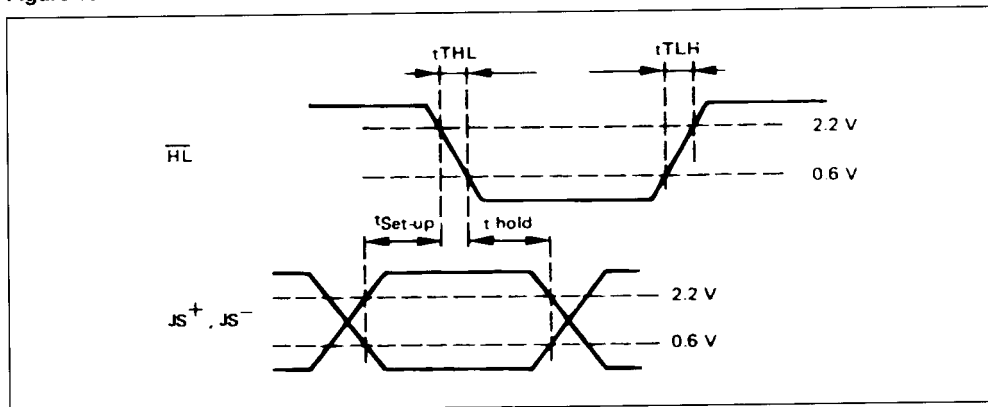 tTHL
tTLH
HL
2.2 V
0.6 V
tSet-up
t hold
JS+ , JS−
2.2 V
0.6 V